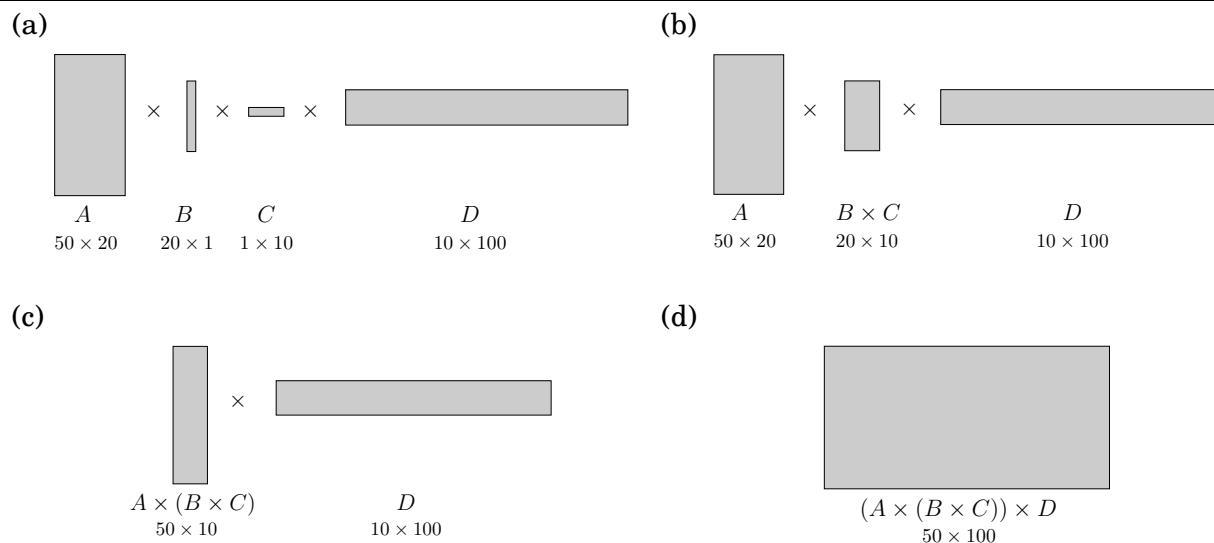 (a)
(b)
× × ×
× ×
A B C D
A B × C D
50 × 20 20 × 1 1 × 10 10 × 100
50 × 20 20 × 10 10 × 100
(c)
(d)
×
A × (B × C) D
50 × 10 10 × 100
(A × (B × C)) × D
50 × 100